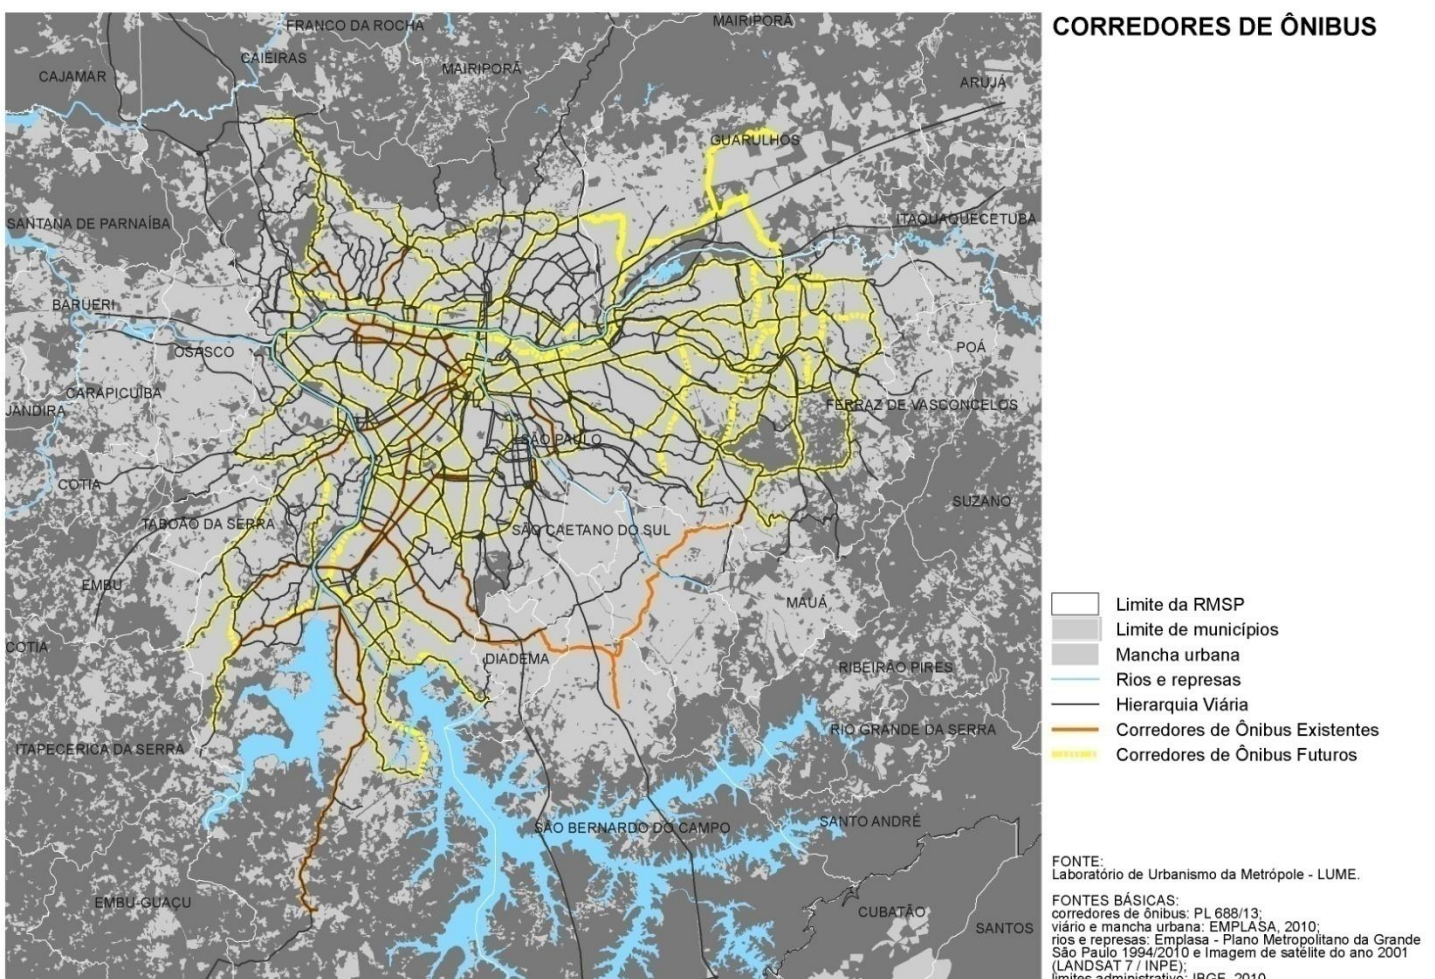 CORREDORES DE ÔNIBUS
FRANCO DA ROCHA
MAIRIPORÃ
CAIEIRAS
MAIRIPORÃ
CAJAMAR
ARUJÁ
GUARULHOS
SANTANA DE PARNAÍBA
ITAQUAQUECETUBA
BARUERI
OSASCO
POÁ
CARAPICUÍBA
JANDIRA
FERRAZ DE VASCONCELOS
SÃO PAULO
COTIA
SUZANO
TABOÃO DA SERRA
SÃO CAETANO DO SUL
EMBU
MAUÁ
COTIA
DIADEMA
RIBEIRÃO PIRES
ITAPECERICA DA SERRA
RIO GRANDE DA SERRA
SÃO BERNARDO DO CAMPO
SANTO ANDRÉ
EMBU-GUAÇU
CUBATÃO
SANTOS
Limite da RMSP
Limite de municípios
Mancha urbana
Rios e represas
Hierarquia Viária
Corredores de Ônibus Existentes
Corredores de Ônibus Futuros
FONTE:
Laboratório de Urbanismo da Metrópole - LUME.
FONTES BÁSICAS:
corredores de ônibus: PL 688/13;
viário e mancha urbana: EMPLASA, 2010;
rios e represas: Emplasa - Plano Metropolitano da Grande
São Paulo 1994/2010 e Imagem de satélite do ano 2001
(LANDSAT 7 / INPE);
limites administrativo: IBGE, 2010